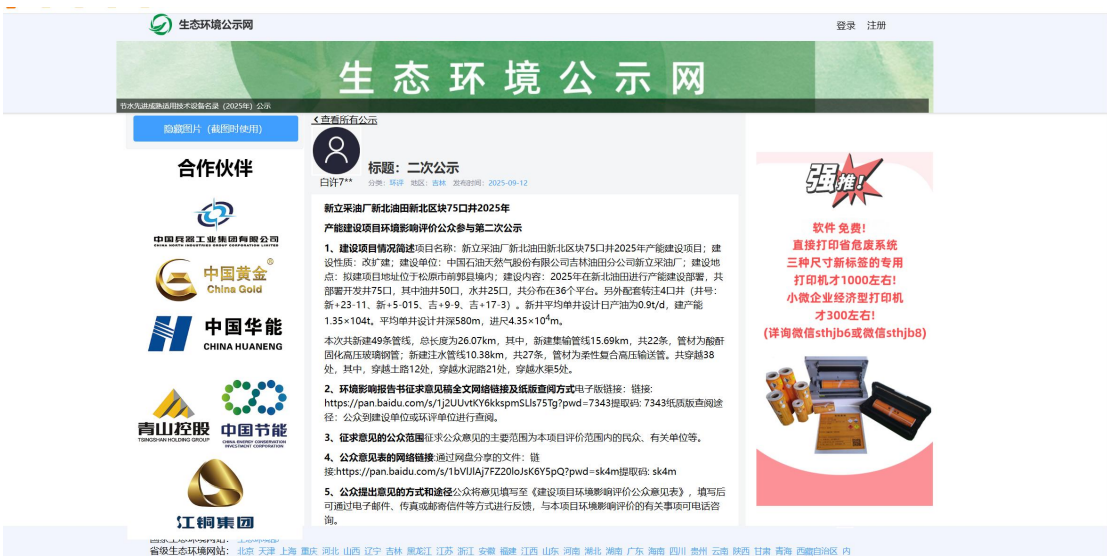 生态环境公示网
登录 注册
生态环境公示网
节水先进成熟适用技术设备名录（2025年）公示
隐藏图片（截图时使用）
合作伙伴
中国兵器工业集团有限公司
CHINA NORTH INDUSTRIES GROUP CORPORATION LIMITED
中国黄金®
China Gold
中国华能
CHINA HUANENG
青山控股
TSINGSHAN HOLDING GROUP
中国节能
CHINA ENERGY CONSERVATION
INVESTMENT CORPORATION
江铜集团
<查看所有公示
白许7**
标题：二次公示
分类：环评 地区：吉林 发布时间：2025-09-12
新立采油厂新北油田新北区块75口井2025年
产能建设项目环境影响评价公众参与第二次公示
1、建设项目情况简述项目名称：新立采油厂新北油田新北区块75口井2025年产能建设项目；建
设性质：改扩建；建设单位：中国石油天然气股份有限公司吉林油田分公司新立采油厂；建设地
点：拟建项目地址位于松原市前郭县境内；建设内容：2025年在新北油田进行产能建设部署，共
部署开发井75口，其中油井50口，水井25口，共分布在36个平台。另外配套转注4口井（井号：
新+23-11、新+5-015、吉+9-9、吉+17-3）。新井平均单井设计日产油为0.9t/d，建产能
1.35×104t。平均单井设计井深580m，进尺4.35×10⁴m。
本次共新建49条管线，总长度为26.07km，其中，新建集输管线15.69km，共22条，管材为酸酐
固化高压玻璃钢管；新建注水管线10.38km，共27条，管材为柔性复合高压输送管。共穿越38
处，其中，穿越土路12处，穿越水泥路21处，穿越水渠5处。
2、环境影响报告书征求意见稿全文网络链接及纸质查阅方式电子版链接：链接:
https://pan.baidu.com/s/1j2UUvtKY6kkspmSLls75Tg?pwd=7343提取码: 7343纸质版查阅途
径：公众到建设单位或环评单位进行查阅。
3、征求意见的公众范围征求公众意见的主要范围为本项目评价范围内的民众、有关单位等。
4、公众意见表的网络链接:通过网盘分享的文件：链
接:https://pan.baidu.com/s/1bVlJlAj7FZ20loJsK6Y5pQ?pwd=sk4m提取码: sk4m
5、公众提出意见的方式和途径公众将意见填写至《建设项目环境影响评价公众意见表》，填写后
可通过电子邮件、传真或邮寄信件等方式进行反馈，与本项目环境影响评价的有关事项可电话咨
询。
强推!
软件 免费!
直接打印省危废系统
三种尺寸新标签的专用
打印机才1000左右!
小微企业经济型打印机
才300左右!
(详询微信sthjb6或微信sthjb8)
国家生态环境网站： 生态环境部
省级生态环境网站： 北京 天津 上海 重庆 河北 山西 辽宁 吉林 黑龙江 江苏 浙江 安徽 福建 江西 山东 河南 湖北 湖南 广东 海南 四川 贵州 云南 陕西 甘肃 青海 西藏自治区 内